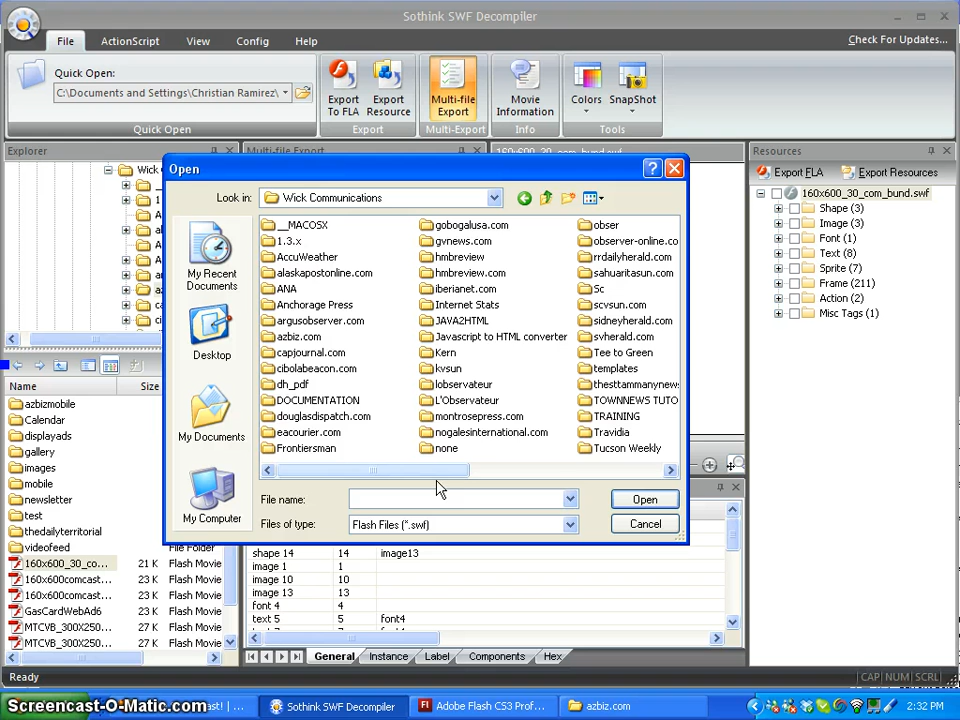 Sothink SWF Decompiler
File ActionScript View Config Help Check For Updates...
Quick Open:
C:\Documents and Settings\Christian Ramirez\
Export To FLA
Export Resource
Multi-file Export
Movie Information
Colors
SnapShot
Quick Open Export Multi-Export Info Tools
Explorer
Multi-file Export
160x600_30_com_bund.swf
Resources
Wick C
Export FLA Export Resources
160x600_30_com_bund.swf
Shape (3)
Image (3)
Font (1)
Text (8)
Sprite (7)
Frame (211)
Action (2)
Misc Tags (1)
Open
Look in: Wick Communications
My Recent Documents
Desktop
My Documents
My Computer
__MACOSX
1.3.x
AccuWeather
alaskapostonline.com
ANA
Anchorage Press
argusobserver.com
azbiz.com
capjournal.com
cibolabeacon.com
dh_pdf
DOCUMENTATION
douglasdispatch.com
eacourier.com
Frontiersman
gobogalusa.com
gvnews.com
hmbreview
hmbreview.com
iberianet.com
Internet Stats
JAVA2HTML
Javascript to HTML converter
Kern
kvsun
lobservateur
L'Observateur
montrosepress.com
nogalesinternational.com
none
obser
observer-online.co
rrdailyherald.com
sahuaritasun.com
Sc
scvsun.com
sidneyherald.com
svherald.com
Tee to Green
templates
thesttammanynew
TOWNNEWS TUTO
TRAINING
Travidia
Tucson Weekly
File name: Open
Files of type: Flash Files (*.swf) Cancel
Name Size
azbizmobile
Calendar
displayads
gallery
images
mobile
newsletter
test
thedailyterritorial
videofeed File Folder
160x600_30_co... 21 K Flash Movie
160x600comcast... 23 K Flash Movie
160x600comcast... 23 K Flash Movie
GasCardWebAd6 23 K Flash Movie
MTCVB_300X250... 27 K Flash Movie
MTCVB_300X250... 27 K Flash Movie
shape 14 14 image13
image 1 1
image 10 10
image 13 13
font 4 4
text 5 5 font4
General Instance Label Components Hex
Ready CAP NUM SCRL
Screencast-O-Matic.com
ast! | ...
Sothink SWF Decompiler
Adobe Flash CS3 Prof...
azbiz.com
2:32 PM